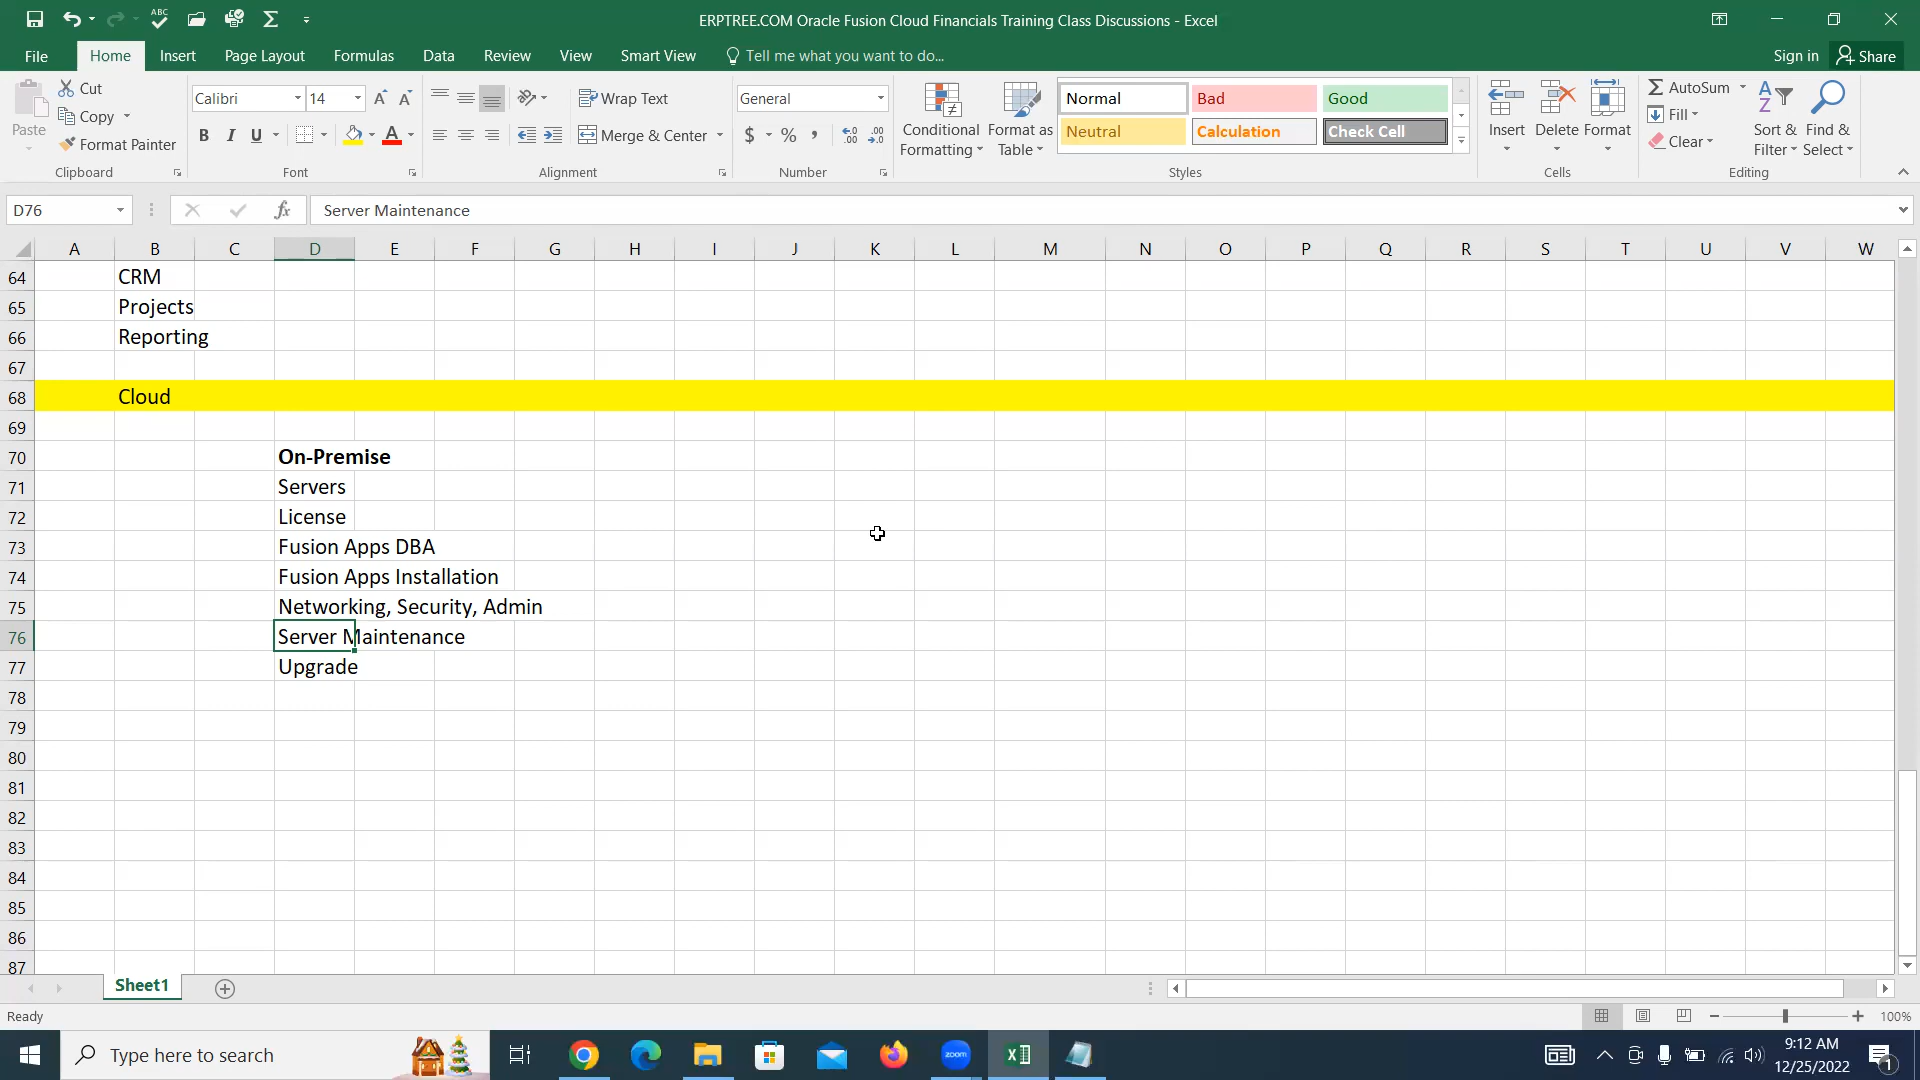 ERPTREE.COM Oracle Fusion Cloud Financials Training Class Discussions - Excel
File Home Insert Page Layout Formulas Data Review View Smart View Tell me what you want to do... Sign in Share
Paste Cut Copy Format Painter Clipboard
Calibri 14 B I U A Font
Wrap Text Merge & Center Alignment
General $ % , Number
Conditional Formatting Format as Table
Normal Bad Good
Neutral Calculation Check Cell
Styles
Insert Delete Format Cells
AutoSum Fill Clear Sort & Filter Find & Select Editing
D76 fx Server Maintenance
A B C D E F G H I J K L M N O P Q R S T U V W
64 CRM
65 Projects
66 Reporting
67
68 Cloud
69
70 On-Premise
71 Servers
72 License
73 Fusion Apps DBA
74 Fusion Apps Installation
75 Networking, Security, Admin
76 Server Maintenance
77 Upgrade
78
79
80
81
82
83
84
85
86
87
Sheet1
Ready 100%
Type here to search zoom 9:12 AM
12/25/2022 1